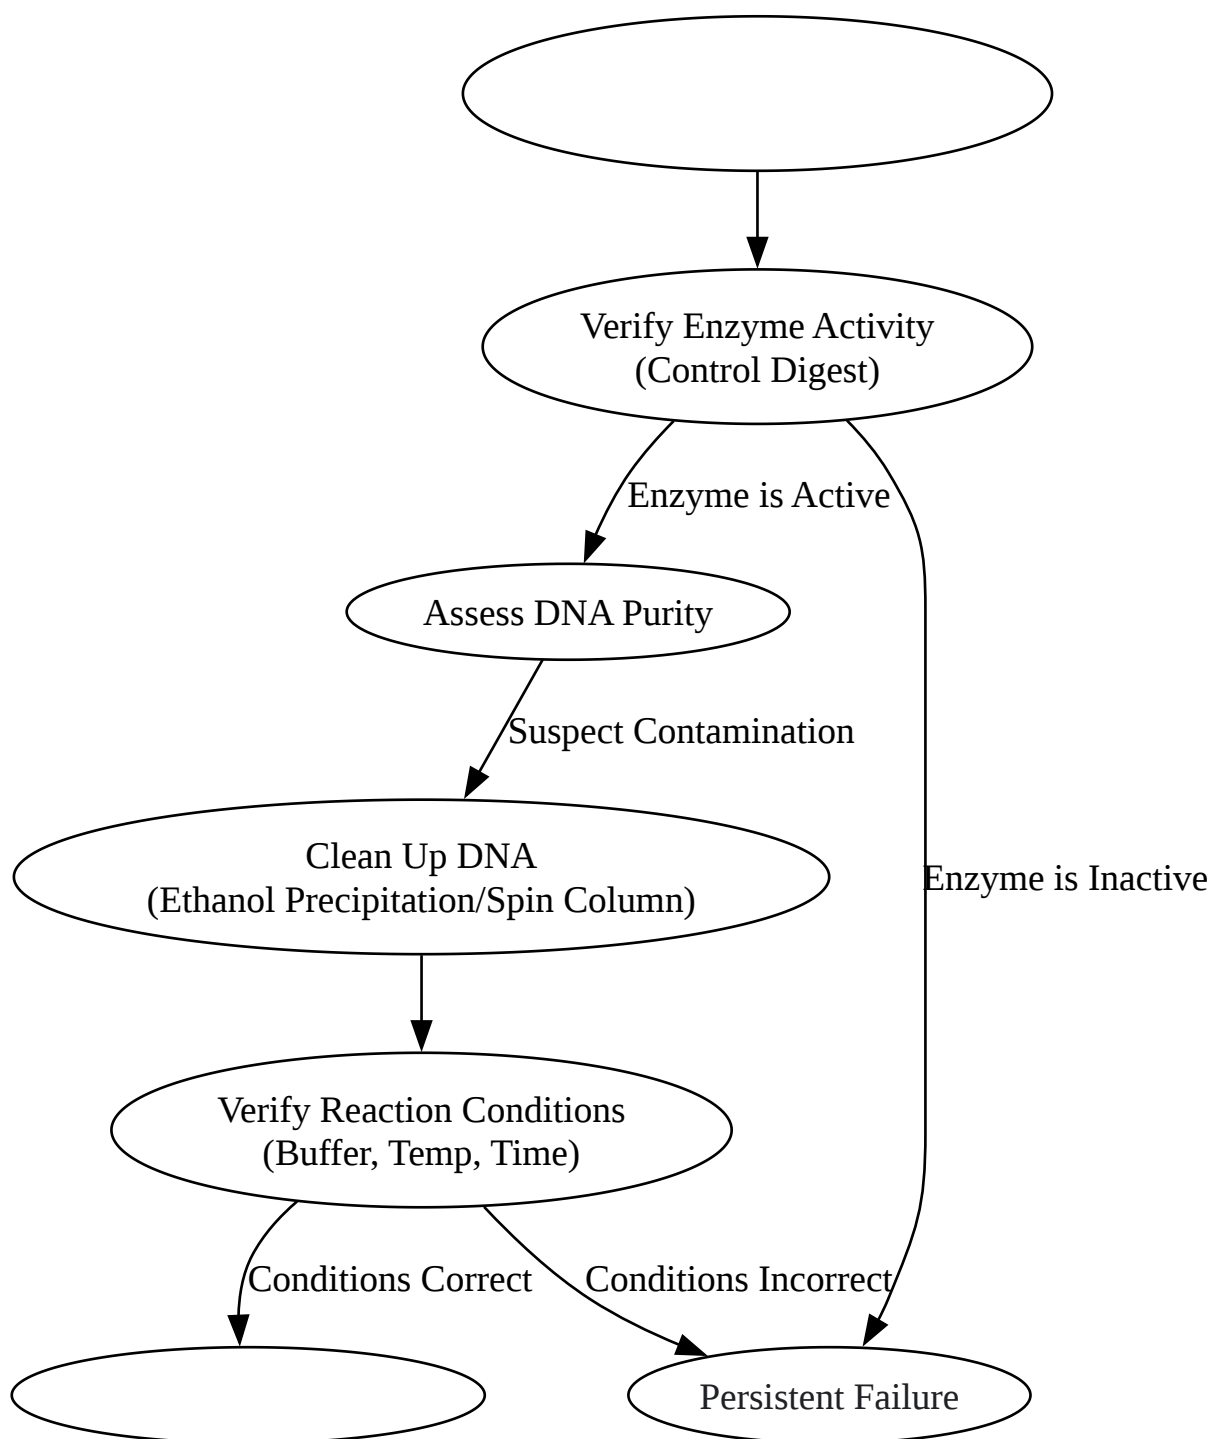 Verify Enzyme Activity
(Control Digest)
Enzyme is Active
Assess DNA Purity
Suspect Contamination
Clean Up DNA
(Ethanol Precipitation/Spin Column)
Enzyme is Inactive
Verify Reaction Conditions
(Buffer, Temp, Time)
Conditions Correct
Conditions Incorrect
Persistent Failure